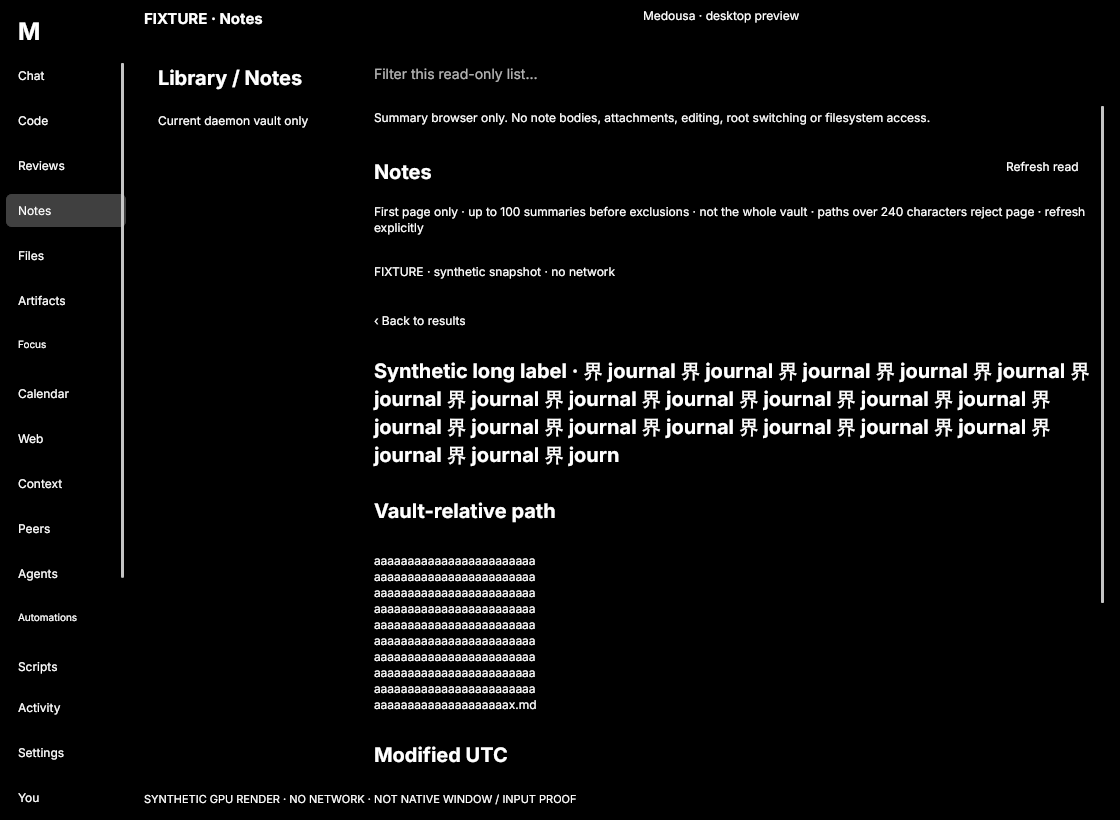 M
FIXTURE · Notes
Medousa · desktop preview
Chat
Code
Reviews
Notes
Files
Artifacts
Focus
Calendar
Web
Context
Peers
Agents
Automations
Scripts
Activity
Settings
You
Library / Notes
Current daemon vault only
Filter this read-only list...
Summary browser only. No note bodies, attachments, editing, root switching or filesystem access.
Notes
Refresh read
First page only · up to 100 summaries before exclusions · not the whole vault · paths over 240 characters reject page · refresh
explicitly
FIXTURE · synthetic snapshot · no network
‹ Back to results
Synthetic long label · 界 journal 界 journal 界 journal 界 journal 界 journal 界
journal 界 journal 界 journal 界 journal 界 journal 界 journal 界 journal 界
journal 界 journal 界 journal 界 journal 界 journal 界 journal 界 journal 界
journal 界 journal 界 journ
Vault-relative path
aaaaaaaaaaaaaaaaaaaaaaaa
aaaaaaaaaaaaaaaaaaaaaaaa
aaaaaaaaaaaaaaaaaaaaaaaa
aaaaaaaaaaaaaaaaaaaaaaaa
aaaaaaaaaaaaaaaaaaaaaaaa
aaaaaaaaaaaaaaaaaaaaaaaa
aaaaaaaaaaaaaaaaaaaaaaaa
aaaaaaaaaaaaaaaaaaaaaaaa
aaaaaaaaaaaaaaaaaaaaaaaa
aaaaaaaaaaaaaaaaaaaax.md
Modified UTC
SYNTHETIC GPU RENDER · NO NETWORK · NOT NATIVE WINDOW / INPUT PROOF